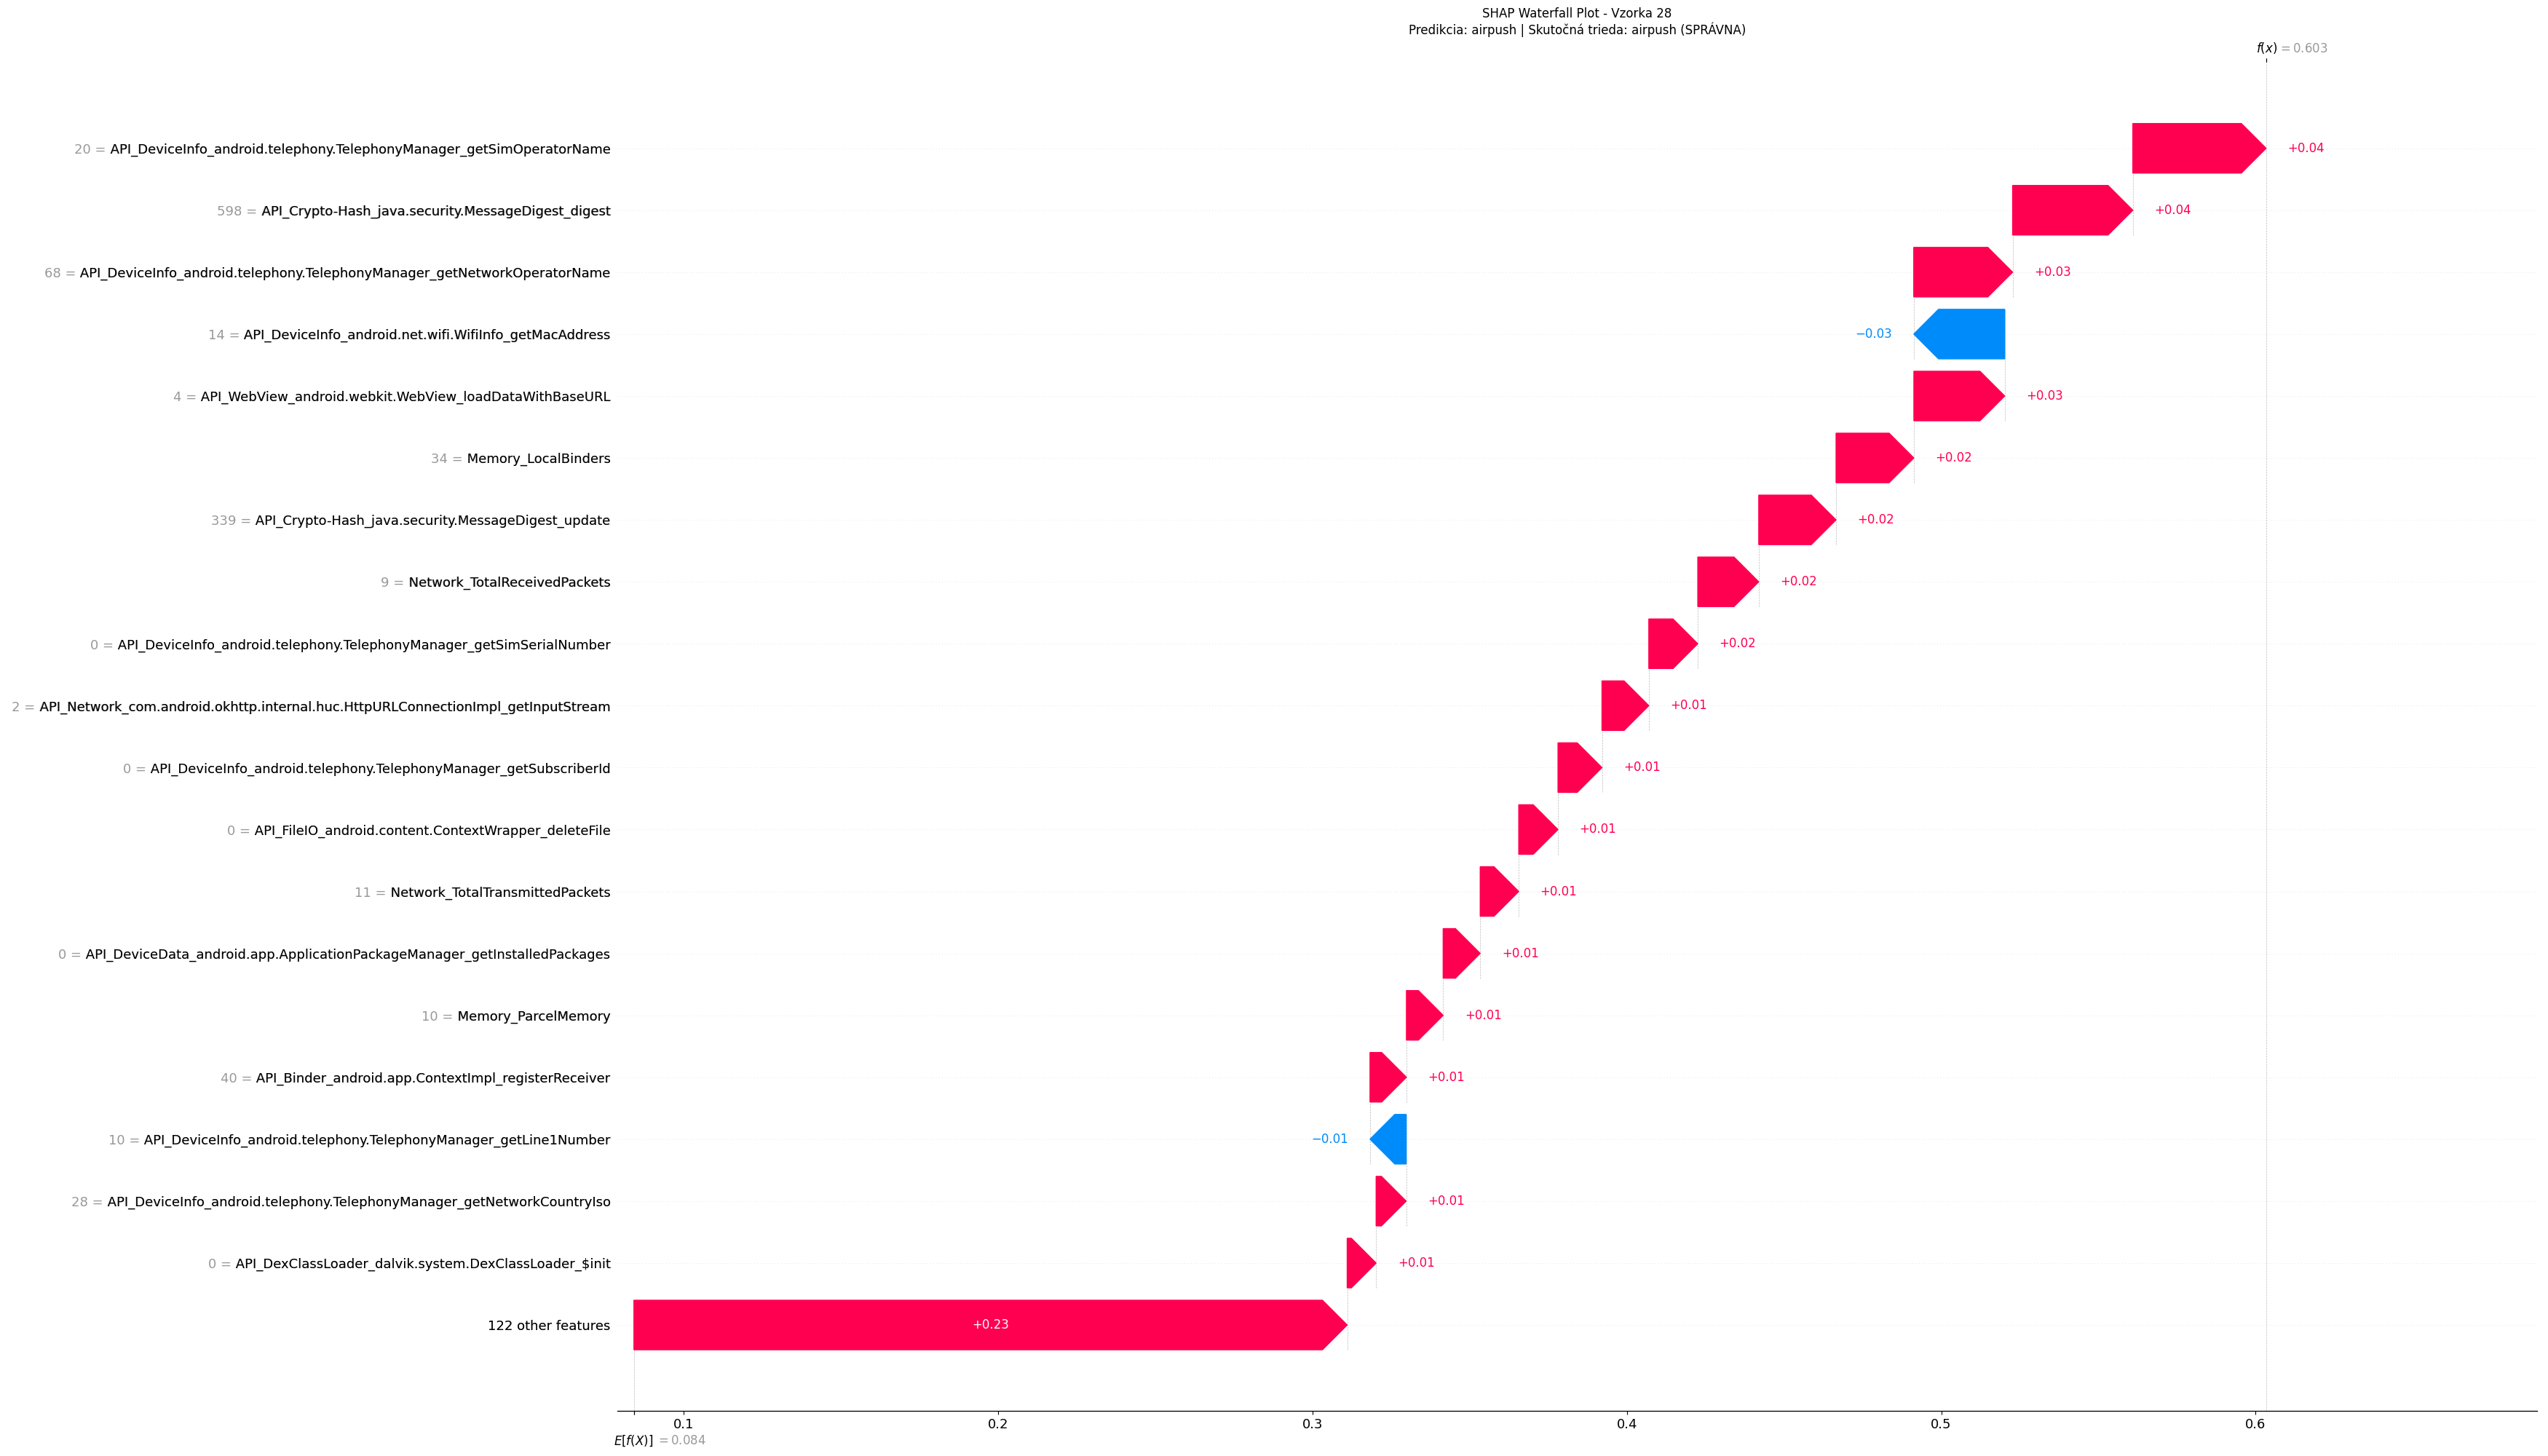 SHAP Waterfall Plot - Vzorka 28
Predikcia: airpush | Skutočná trieda: airpush (SPRÁVNA)
f(x) = 0.603
20 = API_DeviceInfo_android.telephony.TelephonyManager_getSimOperatorName +0.04
598 = API_Crypto-Hash_java.security.MessageDigest_digest +0.04
68 = API_DeviceInfo_android.telephony.TelephonyManager_getNetworkOperatorName +0.03
14 = API_DeviceInfo_android.net.wifi.WifiInfo_getMacAddress −0.03
4 = API_WebView_android.webkit.WebView_loadDataWithBaseURL +0.03
34 = Memory_LocalBinders +0.02
339 = API_Crypto-Hash_java.security.MessageDigest_update +0.02
9 = Network_TotalReceivedPackets +0.02
0 = API_DeviceInfo_android.telephony.TelephonyManager_getSimSerialNumber +0.02
2 = API_Network_com.android.okhttp.internal.huc.HttpURLConnectionImpl_getInputStream +0.01
0 = API_DeviceInfo_android.telephony.TelephonyManager_getSubscriberId +0.01
0 = API_FileIO_android.content.ContextWrapper_deleteFile +0.01
11 = Network_TotalTransmittedPackets +0.01
0 = API_DeviceData_android.app.ApplicationPackageManager_getInstalledPackages +0.01
10 = Memory_ParcelMemory +0.01
40 = API_Binder_android.app.ContextImpl_registerReceiver +0.01
10 = API_DeviceInfo_android.telephony.TelephonyManager_getLine1Number −0.01
28 = API_DeviceInfo_android.telephony.TelephonyManager_getNetworkCountryIso +0.01
0 = API_DexClassLoader_dalvik.system.DexClassLoader_$init +0.01
122 other features +0.23
0.1 0.2 0.3 0.4 0.5 0.6
E[f(X)] = 0.084